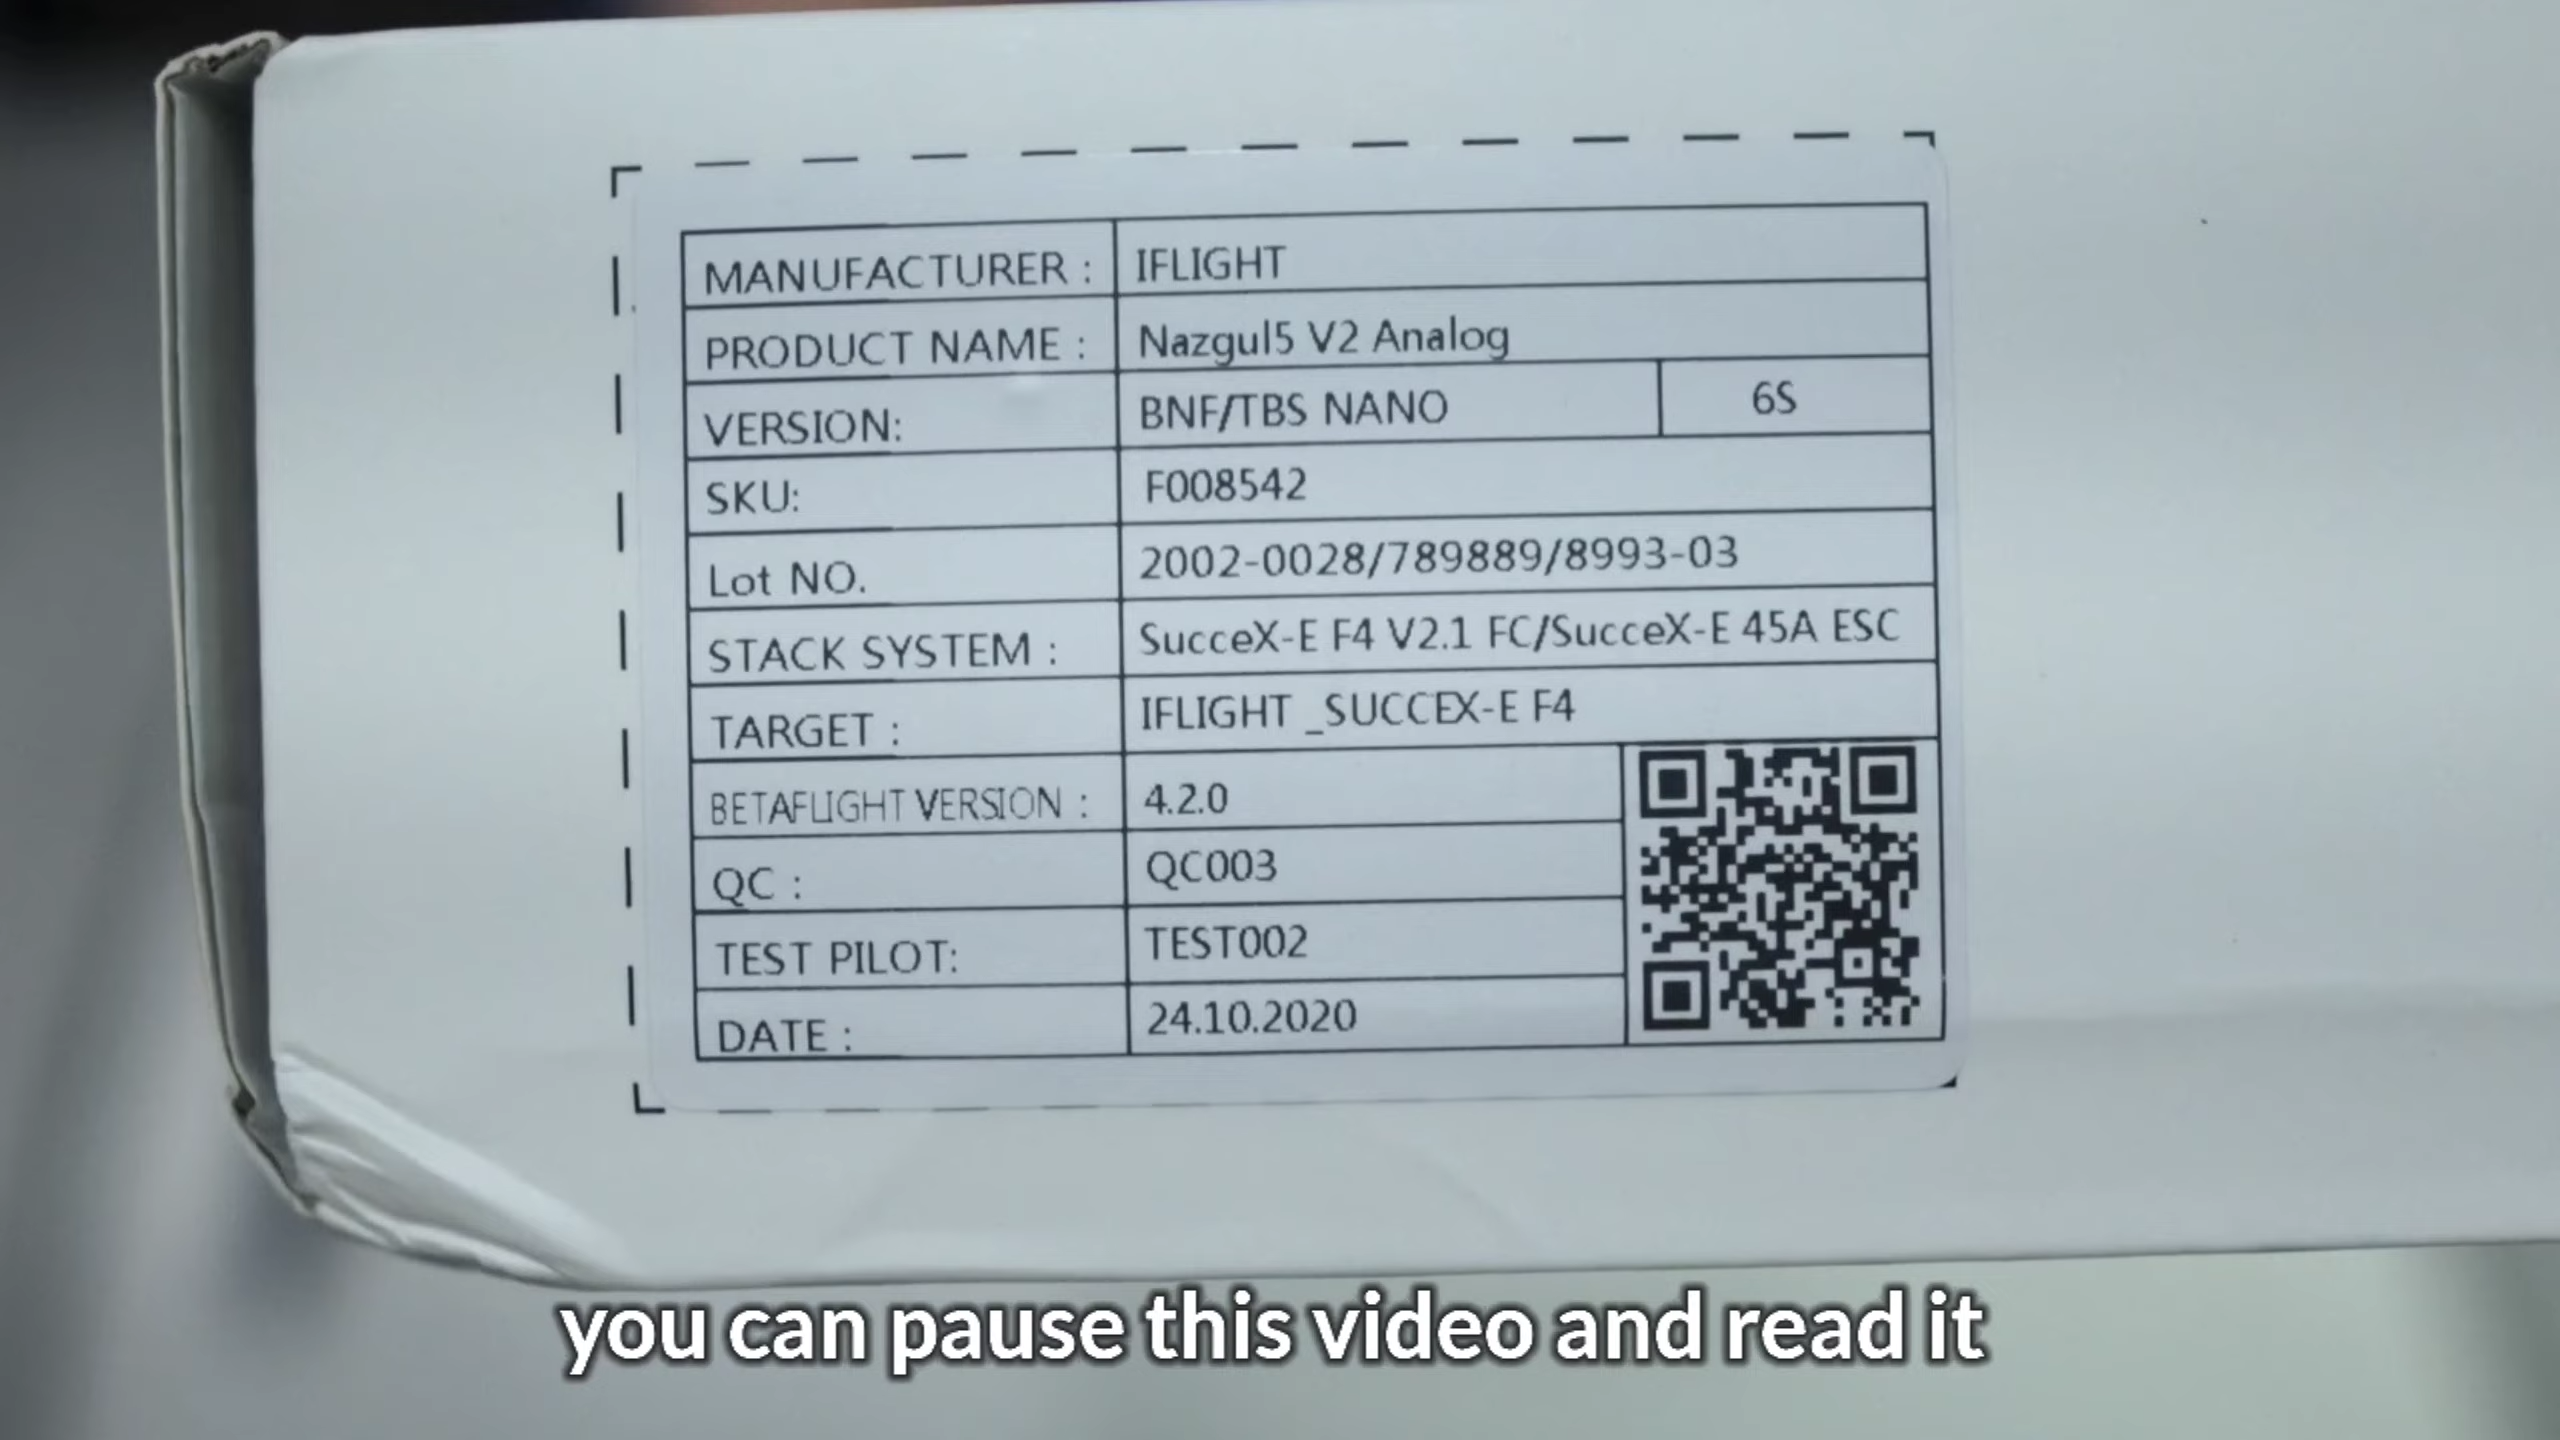 MANUFACTURER : IFLIGHT
PRODUCT NAME : Nazgul5 V2 Analog
VERSION: BNF/TBS NANO 6S
SKU: F008542
Lot NO. 2002-0028/789889/8993-03
STACK SYSTEM : SucceX-E F4 V2.1 FC/SucceX-E 45A ESC
TARGET : IFLIGHT _SUCCEX-E F4
BETAFLIGHT VERSION : 4.2.0
QC : QC003
TEST PILOT: TEST002
DATE : 24.10.2020
you can pause this video and read it